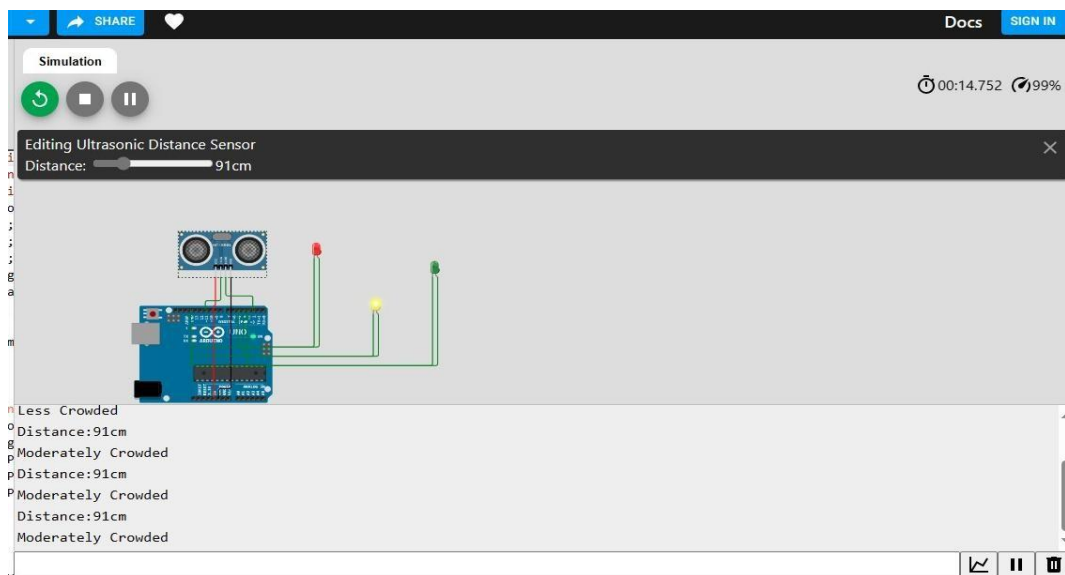 SHARE
Docs
SIGN IN
Simulation
00:14.752
99%
Editing Ultrasonic Distance Sensor
Distance:
91cm
UNO
ARDUINO
Less Crowded
Distance:91cm
Moderately Crowded
Distance:91cm
Moderately Crowded
Distance:91cm
Moderately Crowded